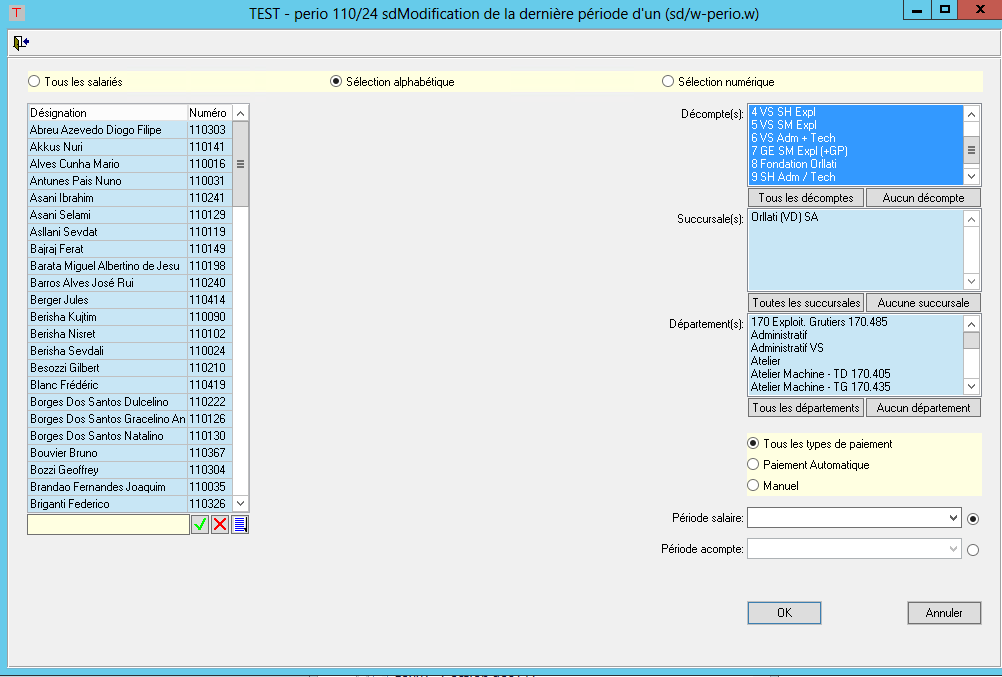 T TEST - perio 110/24 sdModification de la dernière période d'un (sd/w-perio.w) x
Tous les salariés Sélection alphabétique Sélection numérique
Désignation Numéro
Abreu Azevedo Diogo Filipe 110303
Akkus Nuri 110141
Alves Cunha Mario 110016
Antunes Pais Nuno 110031
Asani Ibrahim 110241
Asani Selami 110129
Asllani Sevdat 110119
Bajraj Ferat 110149
Barata Miguel Albertino de Jesu 110198
Barros Alves José Rui 110240
Berger Jules 110414
Berisha Kujtim 110090
Berisha Nisret 110102
Berisha Sevdali 110024
Besozzi Gilbert 110210
Blanc Frédéric 110419
Borges Dos Santos Dulcelino 110222
Borges Dos Santos Gracelino An 110126
Borges Dos Santos Natalino 110130
Bouvier Bruno 110367
Bozzi Geoffrey 110304
Brandao Fernandes Joaquim 110035
Briganti Federico 110326
Décompte(s):
4 VS SH Expl
5 VS SM Expl
6 VS Adm + Tech
7 GE SM Expl (+GP)
8 Fondation Orllati
9 SH Adm / Tech
Tous les décomptes Aucun décompte
Succursale(s): Orllati (VD) SA
Toutes les succursales Aucune succursale
Département(s): 170 Exploit. Grutiers 170.485
Administratif
Administratif VS
Atelier
Atelier Machine - TD 170.405
Atelier Machine - TG 170.435
Tous les départements Aucun département
Tous les types de paiement
Paiement Automatique
Manuel
Période salaire:
Période acompte:
OK Annuler